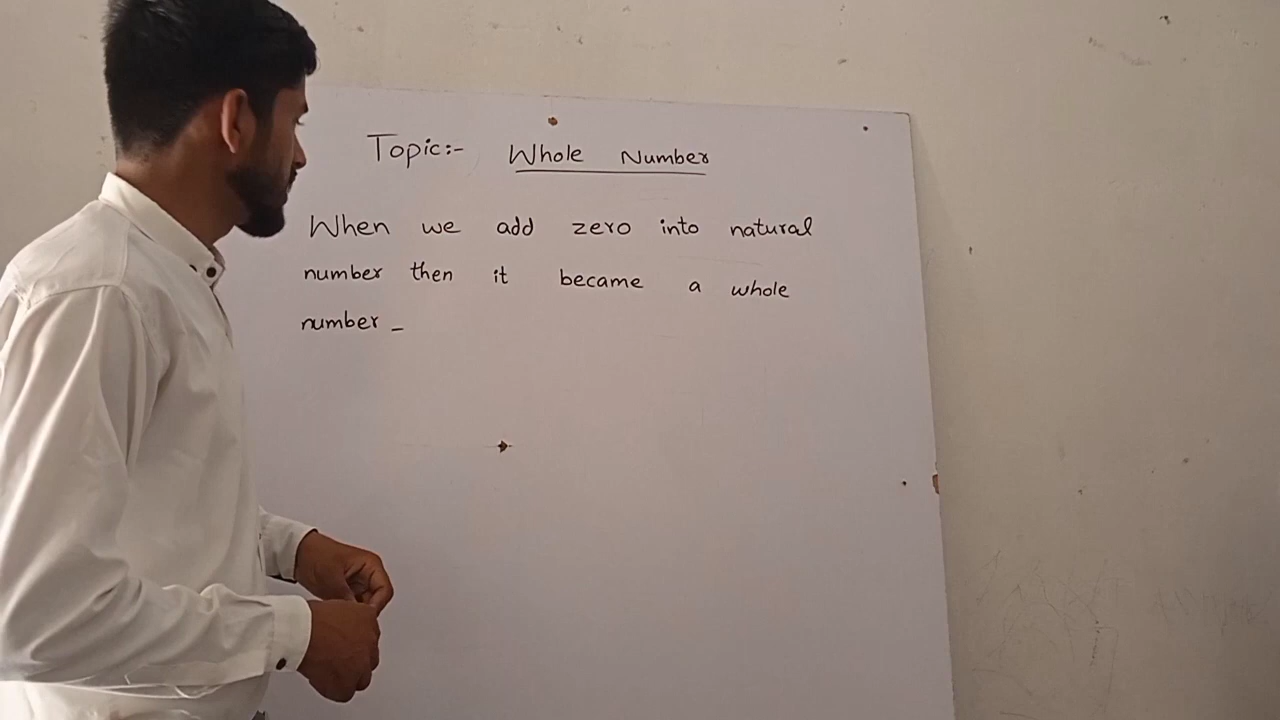 Topic:- Whole Number
When we add zero into natural
number then it became a whole
number -